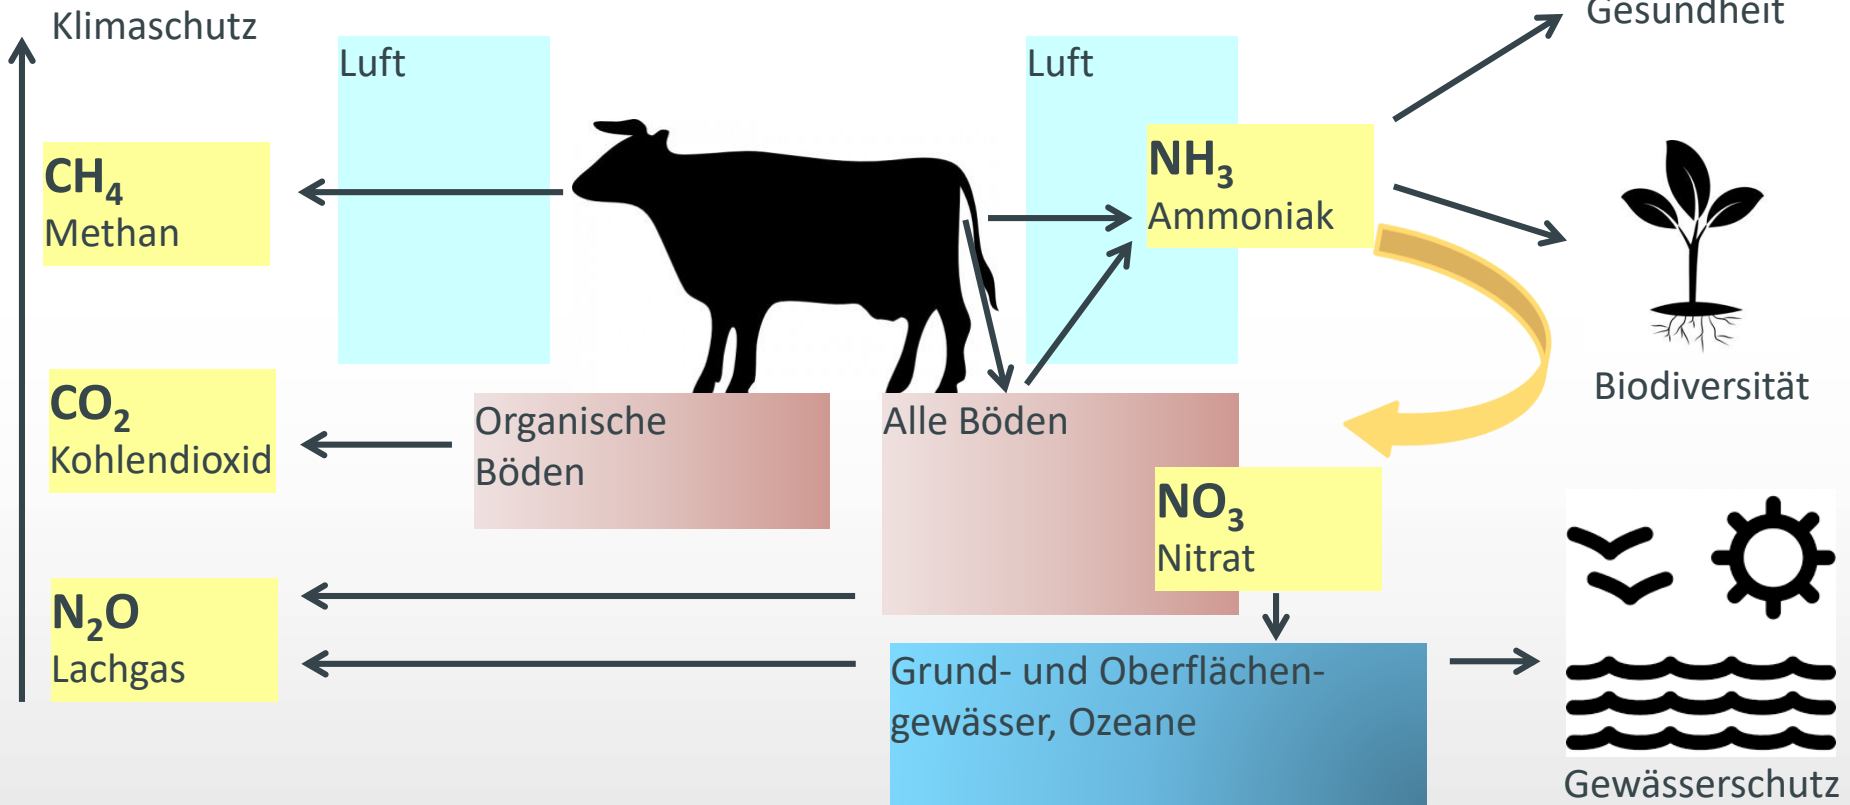 Klimaschutz
Gesundheit
Luft
Luft
CH₄
Methan
NH₃
Ammoniak
Biodiversität
CO₂
Kohlendioxid
Organische
Böden
Alle Böden
NO₃
Nitrat
N₂O
Lachgas
Grund- und Oberflächen-
gewässer, Ozeane
Gewässerschutz